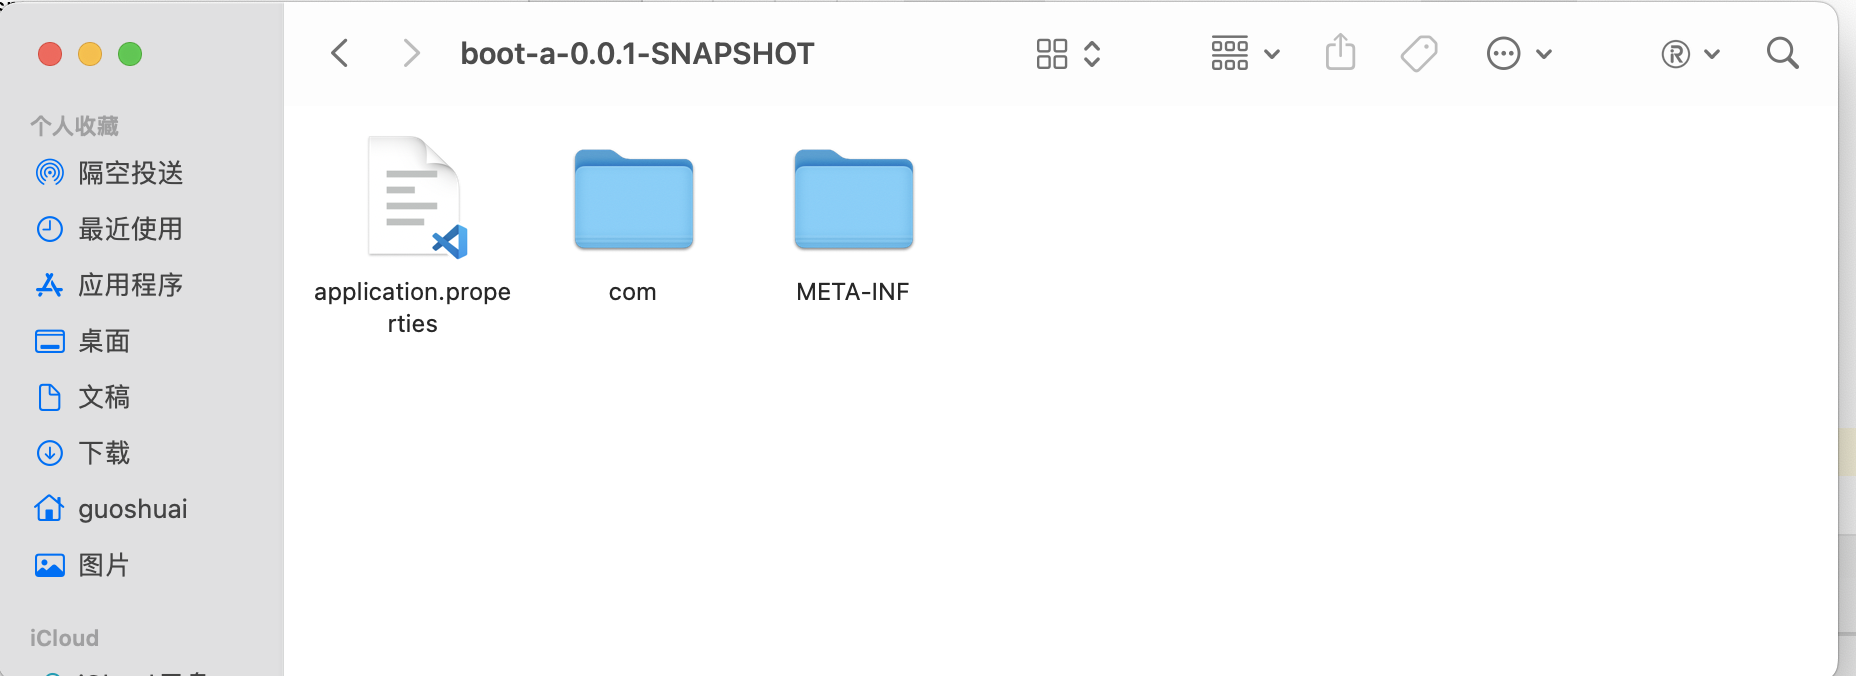 boot-a-0.0.1-SNAPSHOT
个人收藏
隔空投送
最近使用
应用程序
桌面
文稿
下载
guoshuai
图片
iCloud
application.prope
rties
com
META-INF